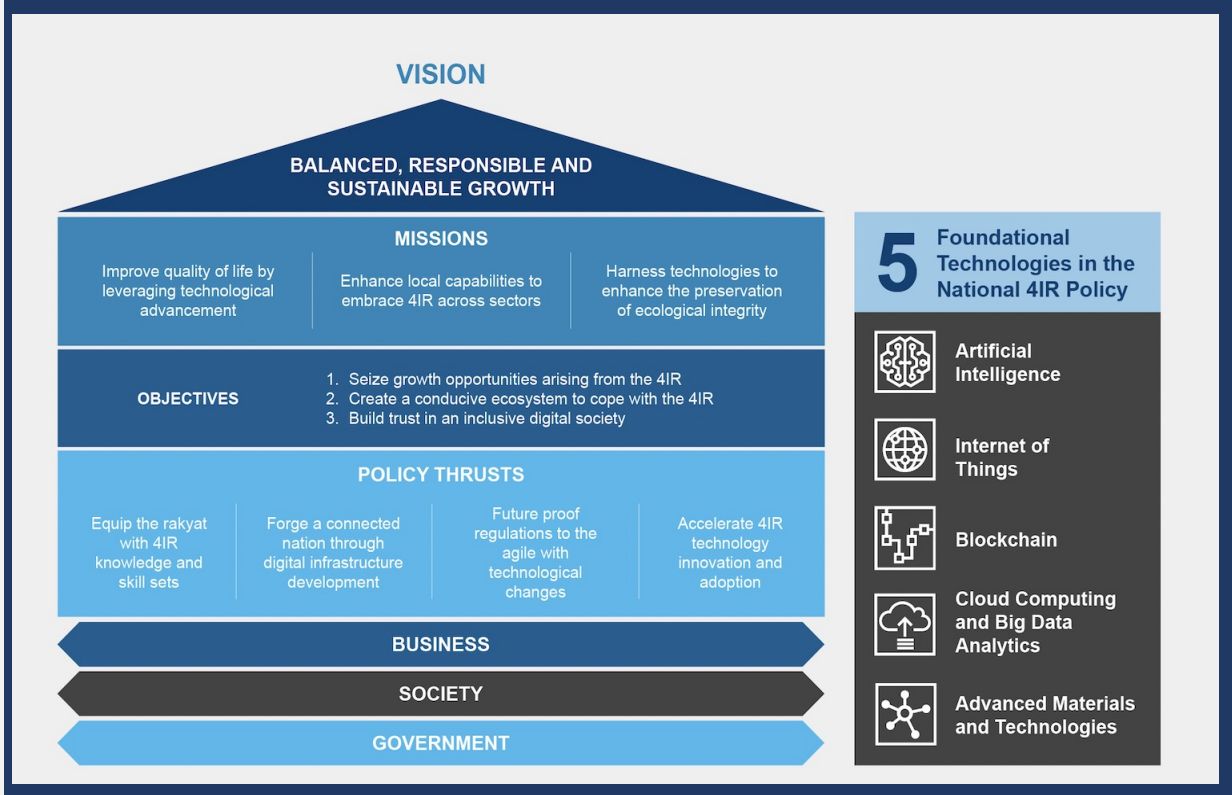 VISION
BALANCED, RESPONSIBLE AND
SUSTAINABLE GROWTH
MISSIONS
Improve quality of life by
leveraging technological
advancement
Enhance local capabilities to
embrace 4IR across sectors
Harness technologies to
enhance the preservation
of ecological integrity
OBJECTIVES
1. Seize growth opportunities arising from the 4IR
2. Create a conducive ecosystem to cope with the 4IR
3. Build trust in an inclusive digital society
POLICY THRUSTS
Equip the rakyat
with 4IR
knowledge and
skill sets
Forge a connected
nation through
digital infrastructure
development
Future proof
regulations to the
agile with
technological
changes
Accelerate 4IR
technology
innovation and
adoption
BUSINESS
SOCIETY
GOVERNMENT
5
Foundational
Technologies in the
National 4IR Policy
Artificial
Intelligence
Internet of
Things
Blockchain
Cloud Computing
and Big Data
Analytics
Advanced Materials
and Technologies